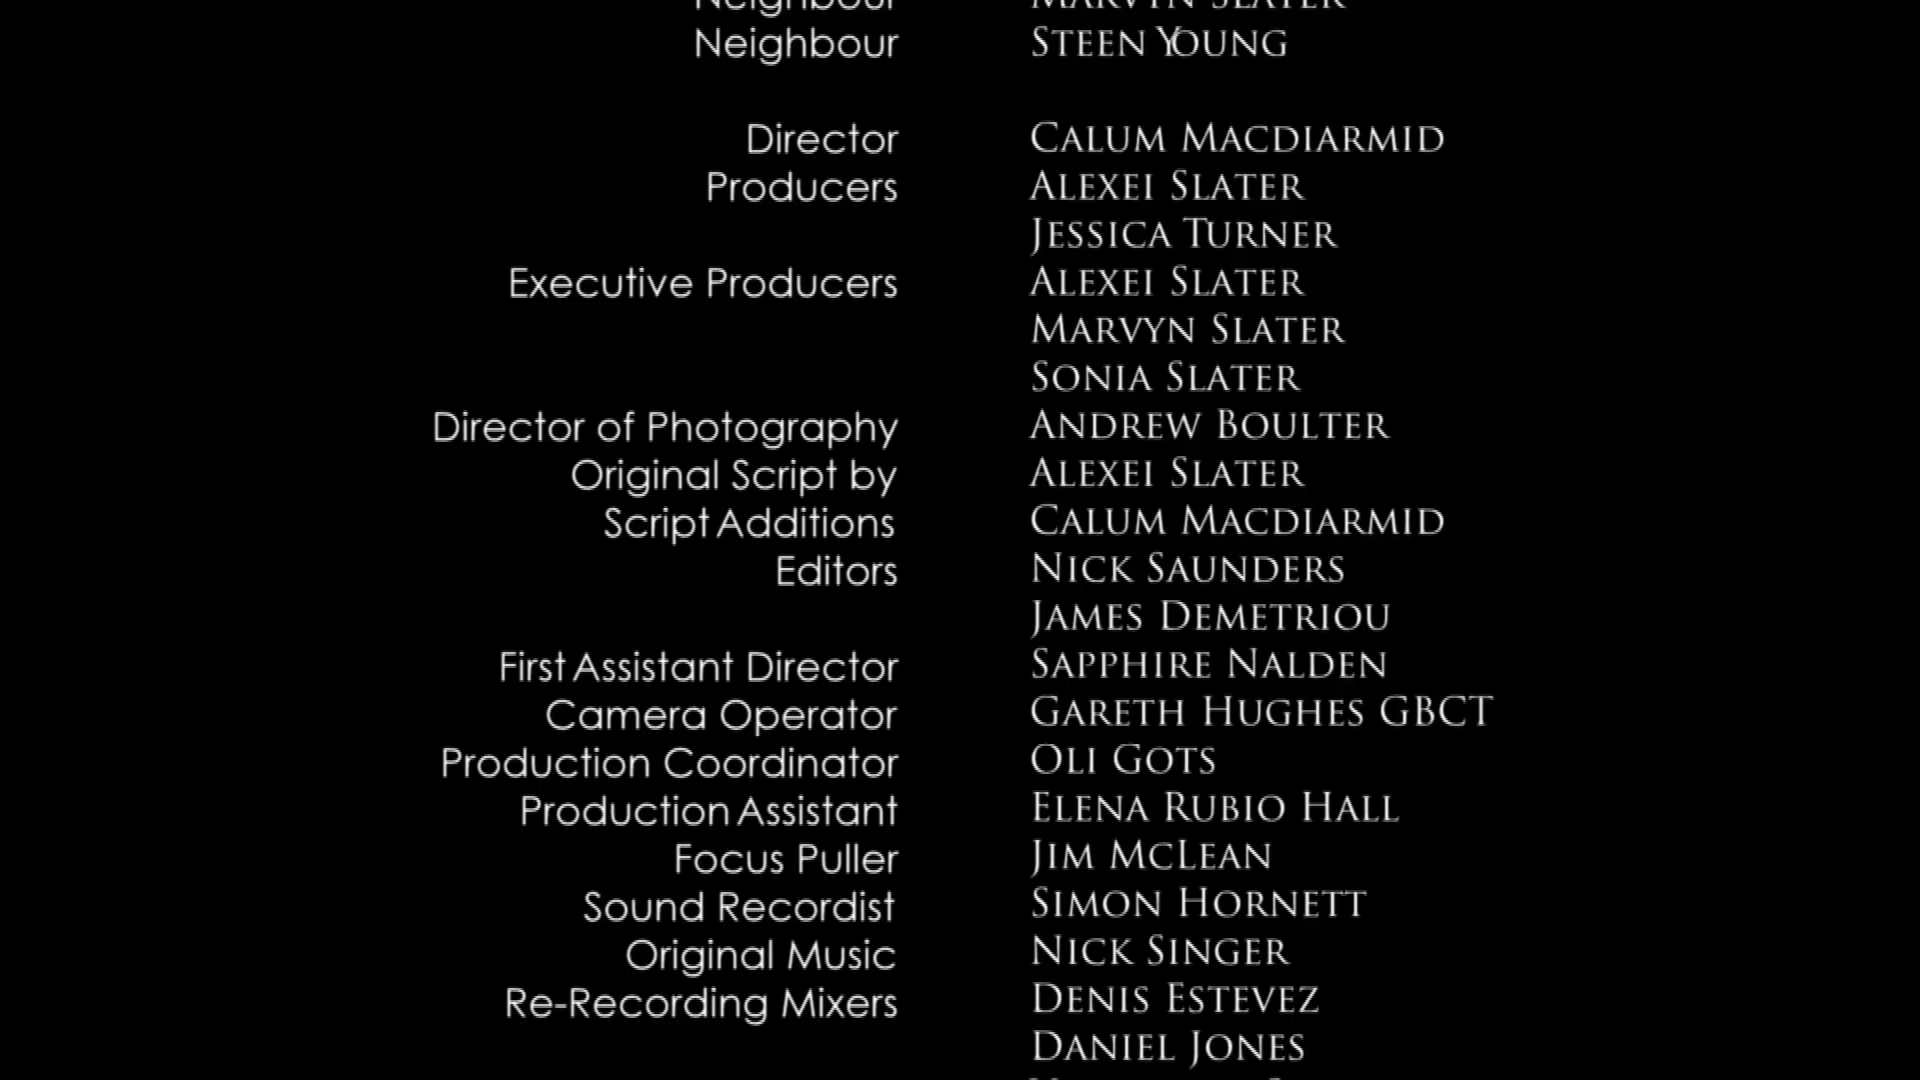 Neighbour MARVYN SLATER
Neighbour STEEN YOUNG
Director CALUM MACDIARMID
Producers ALEXEI SLATER
JESSICA TURNER
Executive Producers ALEXEI SLATER
MARVYN SLATER
SONIA SLATER
Director of Photography ANDREW BOULTER
Original Script by ALEXEI SLATER
Script Additions CALUM MACDIARMID
Editors NICK SAUNDERS
JAMES DEMETRIOU
First Assistant Director SAPPHIRE NALDEN
Camera Operator GARETH HUGHES GBCT
Production Coordinator OLI GOTS
Production Assistant ELENA RUBIO HALL
Focus Puller JIM MCLEAN
Sound Recordist SIMON HORNETT
Original Music NICK SINGER
Re-Recording Mixers DENIS ESTEVEZ
DANIEL JONES